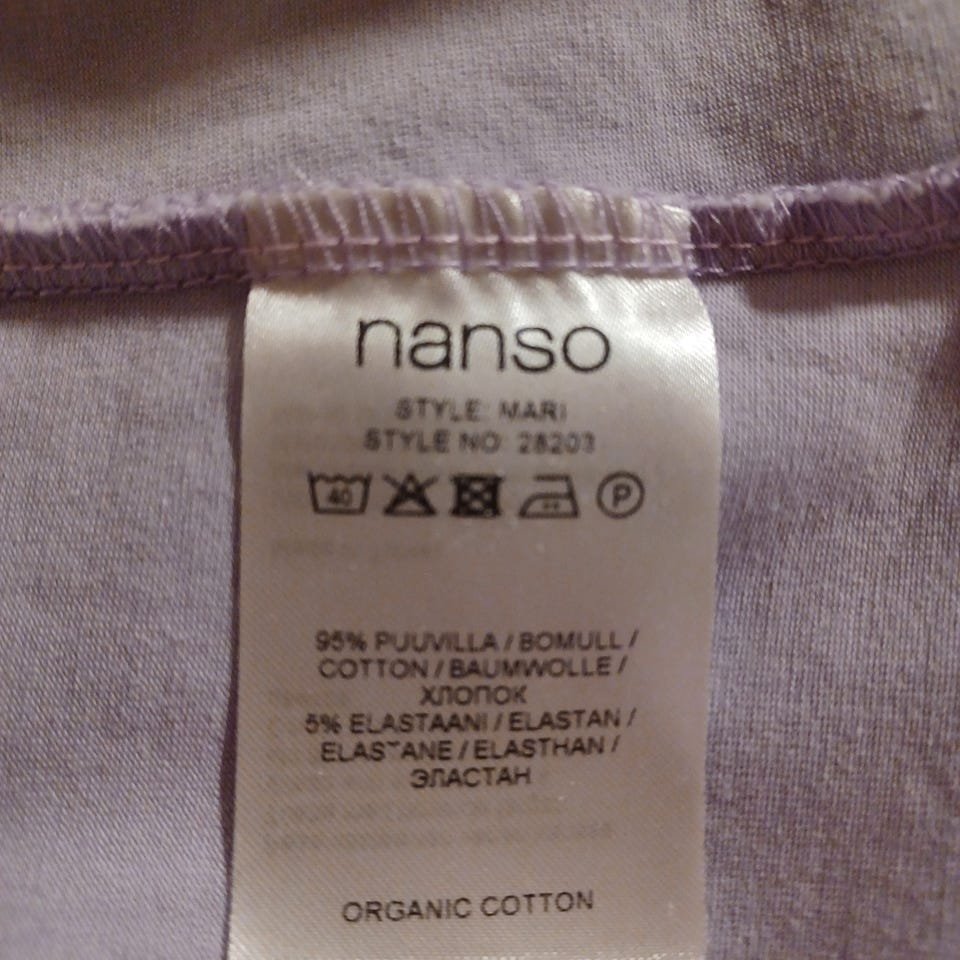 nanso
STYLE: MARI
STYLE NO 28203
40 P
95% PUUVILLA / BOMULL /
COTTON / BAUMWOLLE /
ХЛОПОК
5% ELASTAANI / ELASTAN /
ELASTANE / ELASTHAN /
ЭЛАСТАН
ORGANIC COTTON